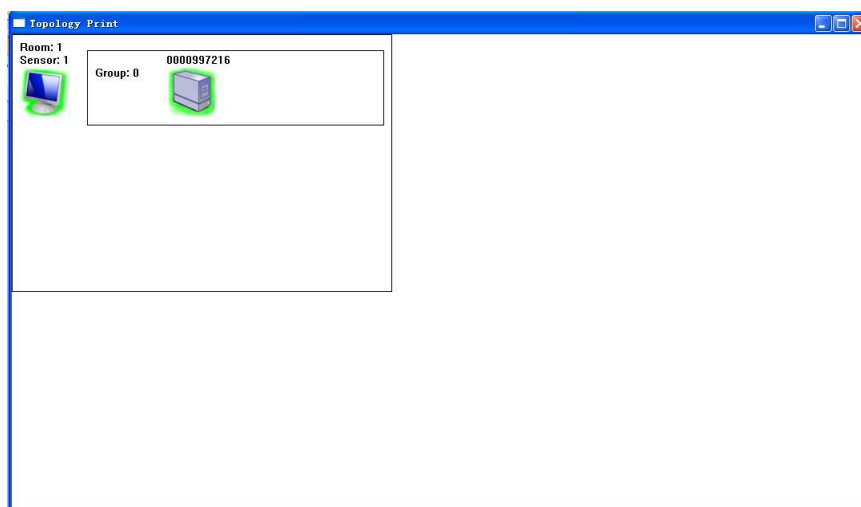 Topology Print
Room: 1
Sensor: 1
0000997216
Group: 0